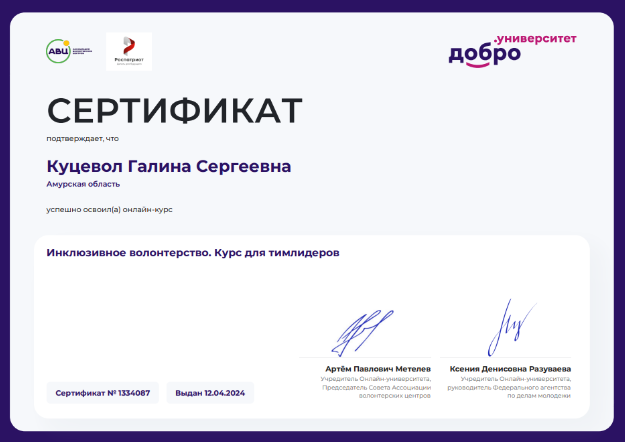 АВЦ
Роспатриот
.университет
добро
СЕРТИФИКАТ
подтверждает, что
Куцевол Галина Сергеевна
Амурская область
успешно освоил(а) онлайн-курс
Инклюзивное волонтерство. Курс для тимлидеров
Артём Павлович Метелев
Учредитель Онлайн-университета,
Председатель Совета Ассоциации
волонтерских центров
Ксения Денисовна Разуваева
Учредитель Онлайн-университета,
руководитель Федерального агентства
по делам молодежи
Сертификат № 1334087
Выдан 12.04.2024